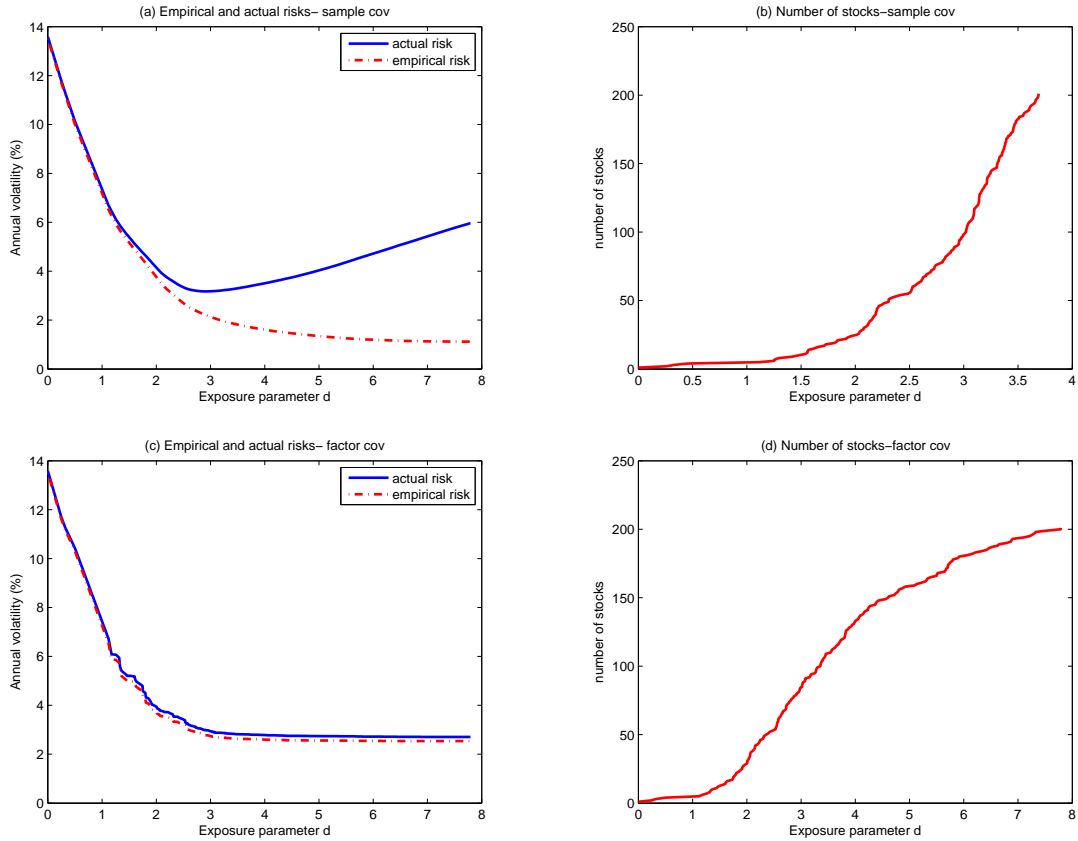 (a) Empirical and actual risks− sample cov
14
12
10
8
6
4
2
0
Annual volatility (%)
actual risk
empirical risk
0 1 2 3 4 5 6 7 8
Exposure parameter d
(b) Number of stocks−sample cov
250
200
150
100
50
0
number of stocks
0 0.5 1 1.5 2 2.5 3 3.5 4
Exposure parameter d
(c) Empirical and actual risks− factor cov
14
12
10
8
6
4
2
0
Annual volatility (%)
actual risk
empirical risk
0 1 2 3 4 5 6 7 8
Exposure parameter d
(d) Number of stocks−factor cov
250
200
150
100
50
0
number of stocks
0 1 2 3 4 5 6 7 8
Exposure parameter d